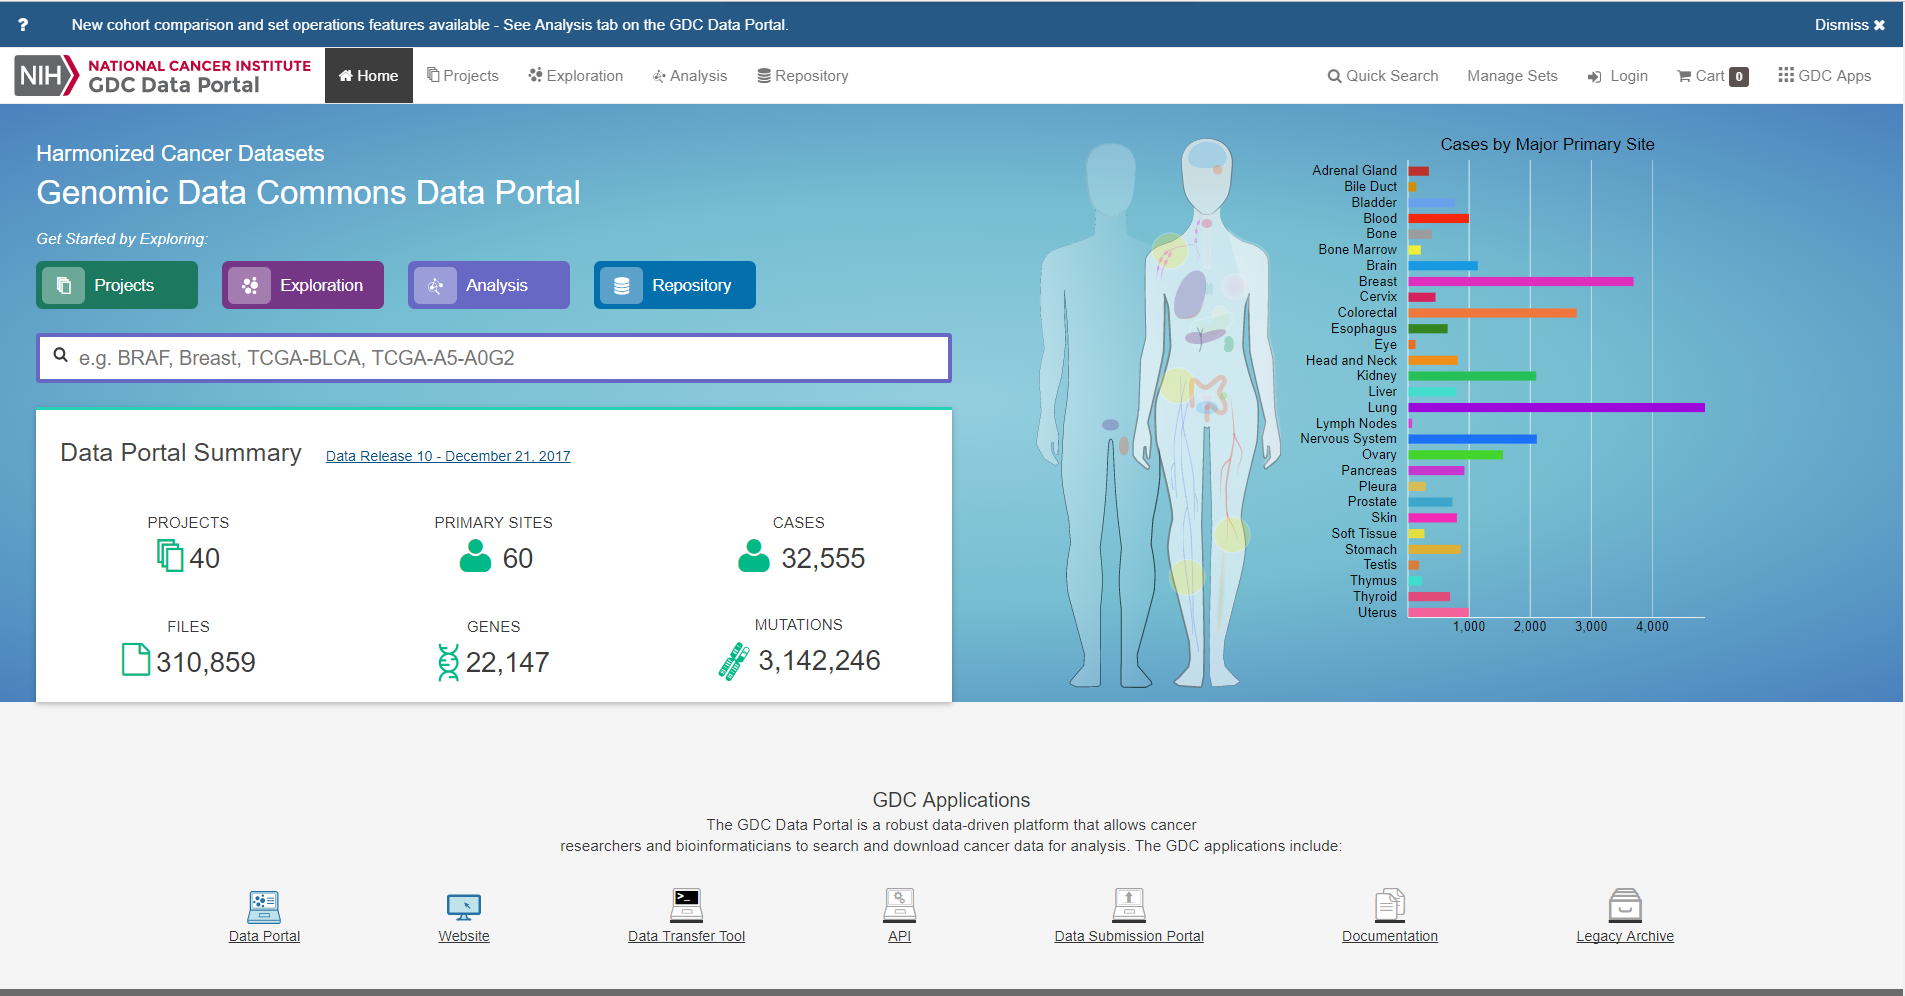 ? New cohort comparison and set operations features available - See Analysis tab on the GDC Data Portal. Dismiss ✖
NIH NATIONAL CANCER INSTITUTE
GDC Data Portal
Home Projects Exploration Analysis Repository Quick Search Manage Sets Login Cart 0 GDC Apps
Harmonized Cancer Datasets
Genomic Data Commons Data Portal
Get Started by Exploring:
Projects Exploration Analysis Repository
e.g. BRAF, Breast, TCGA-BLCA, TCGA-A5-A0G2
Data Portal Summary Data Release 10 - December 21, 2017
PROJECTS PRIMARY SITES CASES
40 60 32,555
FILES GENES MUTATIONS
310,859 22,147 3,142,246
Cases by Major Primary Site
Adrenal Gland
Bile Duct
Bladder
Blood
Bone
Bone Marrow
Brain
Breast
Cervix
Colorectal
Esophagus
Eye
Head and Neck
Kidney
Liver
Lung
Lymph Nodes
Nervous System
Ovary
Pancreas
Pleura
Prostate
Skin
Soft Tissue
Stomach
Testis
Thymus
Thyroid
Uterus
1,000 2,000 3,000 4,000
GDC Applications
The GDC Data Portal is a robust data-driven platform that allows cancer
researchers and bioinformaticians to search and download cancer data for analysis. The GDC applications include:
>_
Data Portal Website Data Transfer Tool API Data Submission Portal Documentation Legacy Archive